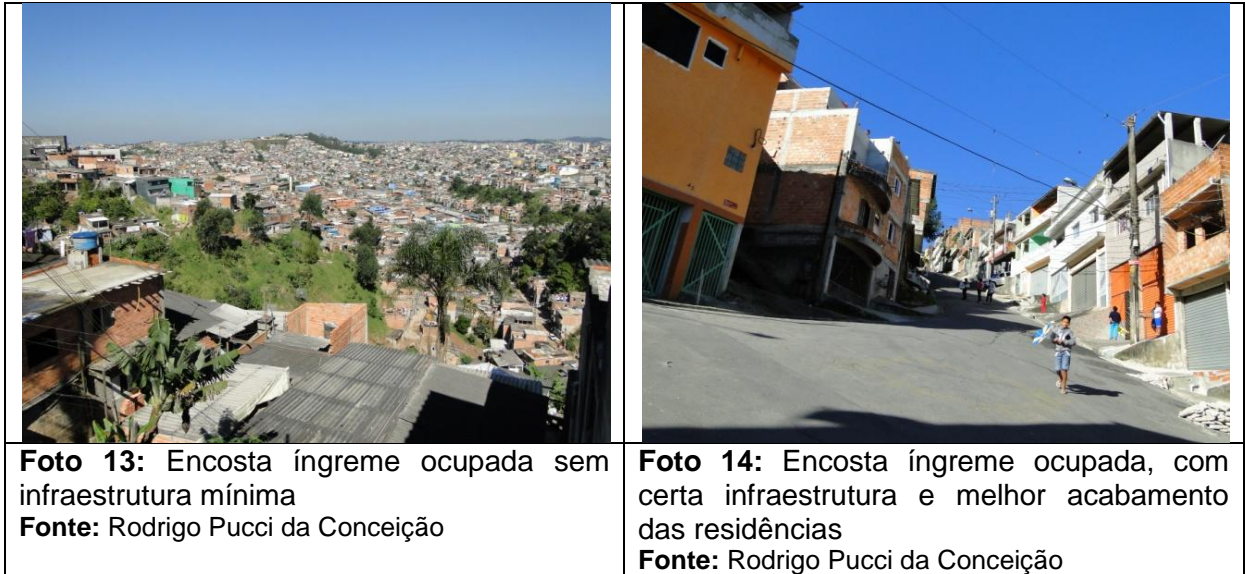 Foto 13: Encosta íngreme ocupada sem
infraestrutura mínima
Fonte: Rodrigo Pucci da Conceição
Foto 14: Encosta íngreme ocupada, com
certa infraestrutura e melhor acabamento
das residências
Fonte: Rodrigo Pucci da Conceição